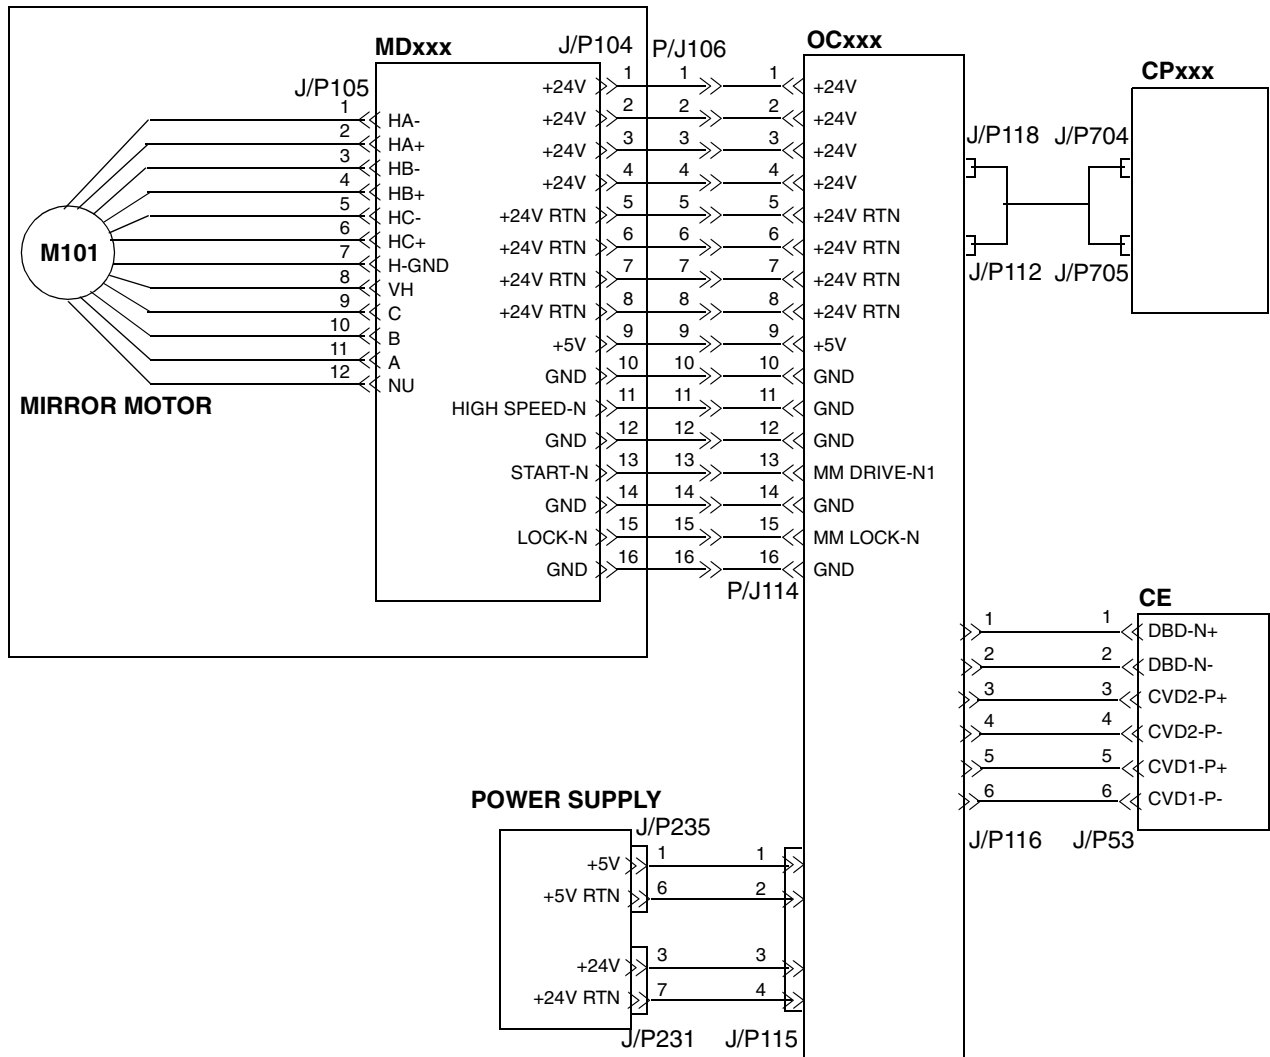 MDxxx J/P104 P/J106 OCxxx
CPxxx
J/P105
+24V 1 1 1 +24V
1 HA-
+24V 2 2 2 +24V
2 HA+
+24V 3 3 3 +24V
3 HB-
+24V 4 4 4 +24V
4 HB+
+24V RTN 5 5 5 +24V RTN
5 HC-
+24V RTN 6 6 6 +24V RTN
6 HC+
M101
7 H-GND
+24V RTN 7 7 7 +24V RTN
8 VH
+24V RTN 8 8 8 +24V RTN
9 C
10 B
+5V 9 9 9 +5V
11 A
GND 10 10 10 GND
12 NU
MIRROR MOTOR
HIGH SPEED-N 11 11 11 GND
GND 12 12 12 GND
START-N 13 13 13 MM DRIVE-N1
GND 14 14 14 GND
LOCK-N 15 15 15 MM LOCK-N
GND 16 16 16 GND
P/J114
J/P118 J/P704
J/P112 J/P705
CE
1 1 DBD-N+
2 2 DBD-N-
3 3 CVD2-P+
4 4 CVD2-P-
5 5 CVD1-P+
6 6 CVD1-P-
J/P116 J/P53
POWER SUPPLY
J/P235
+5V 1 1
+5V RTN 6 2
+24V 3 3
+24V RTN 7 4
J/P231 J/P115